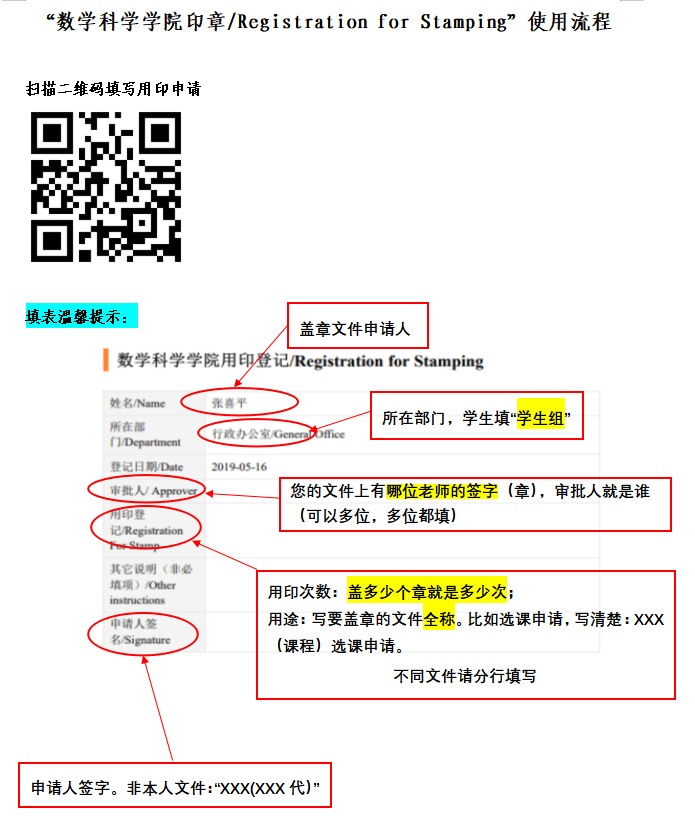 “数学科学学院印章/Registration for Stamping”使用流程
扫描二维码填写用印申请
填表温馨提示：
盖章文件申请人
数学科学学院用印登记/Registration for Stamping
姓名/Name 张喜平
所在部
门/Department 行政办公室/General Office
所在部门，学生填“学生组”
登记日期/Date 2019-05-16
审批人/ Approver
您的文件上有哪位老师的签字（章），审批人就是谁
（可以多位，多位都填）
用印登
记/Registration
For Stamp
其它说明（非必
填项）/Other
instructions
用印次数：盖多少个章就是多少次；
用途：写要盖章的文件全称。比如选课申请，写清楚：XXX
（课程）选课申请。
不同文件请分行填写
申请人签
名/Signature
申请人签字。非本人文件：“XXX(XXX 代)”